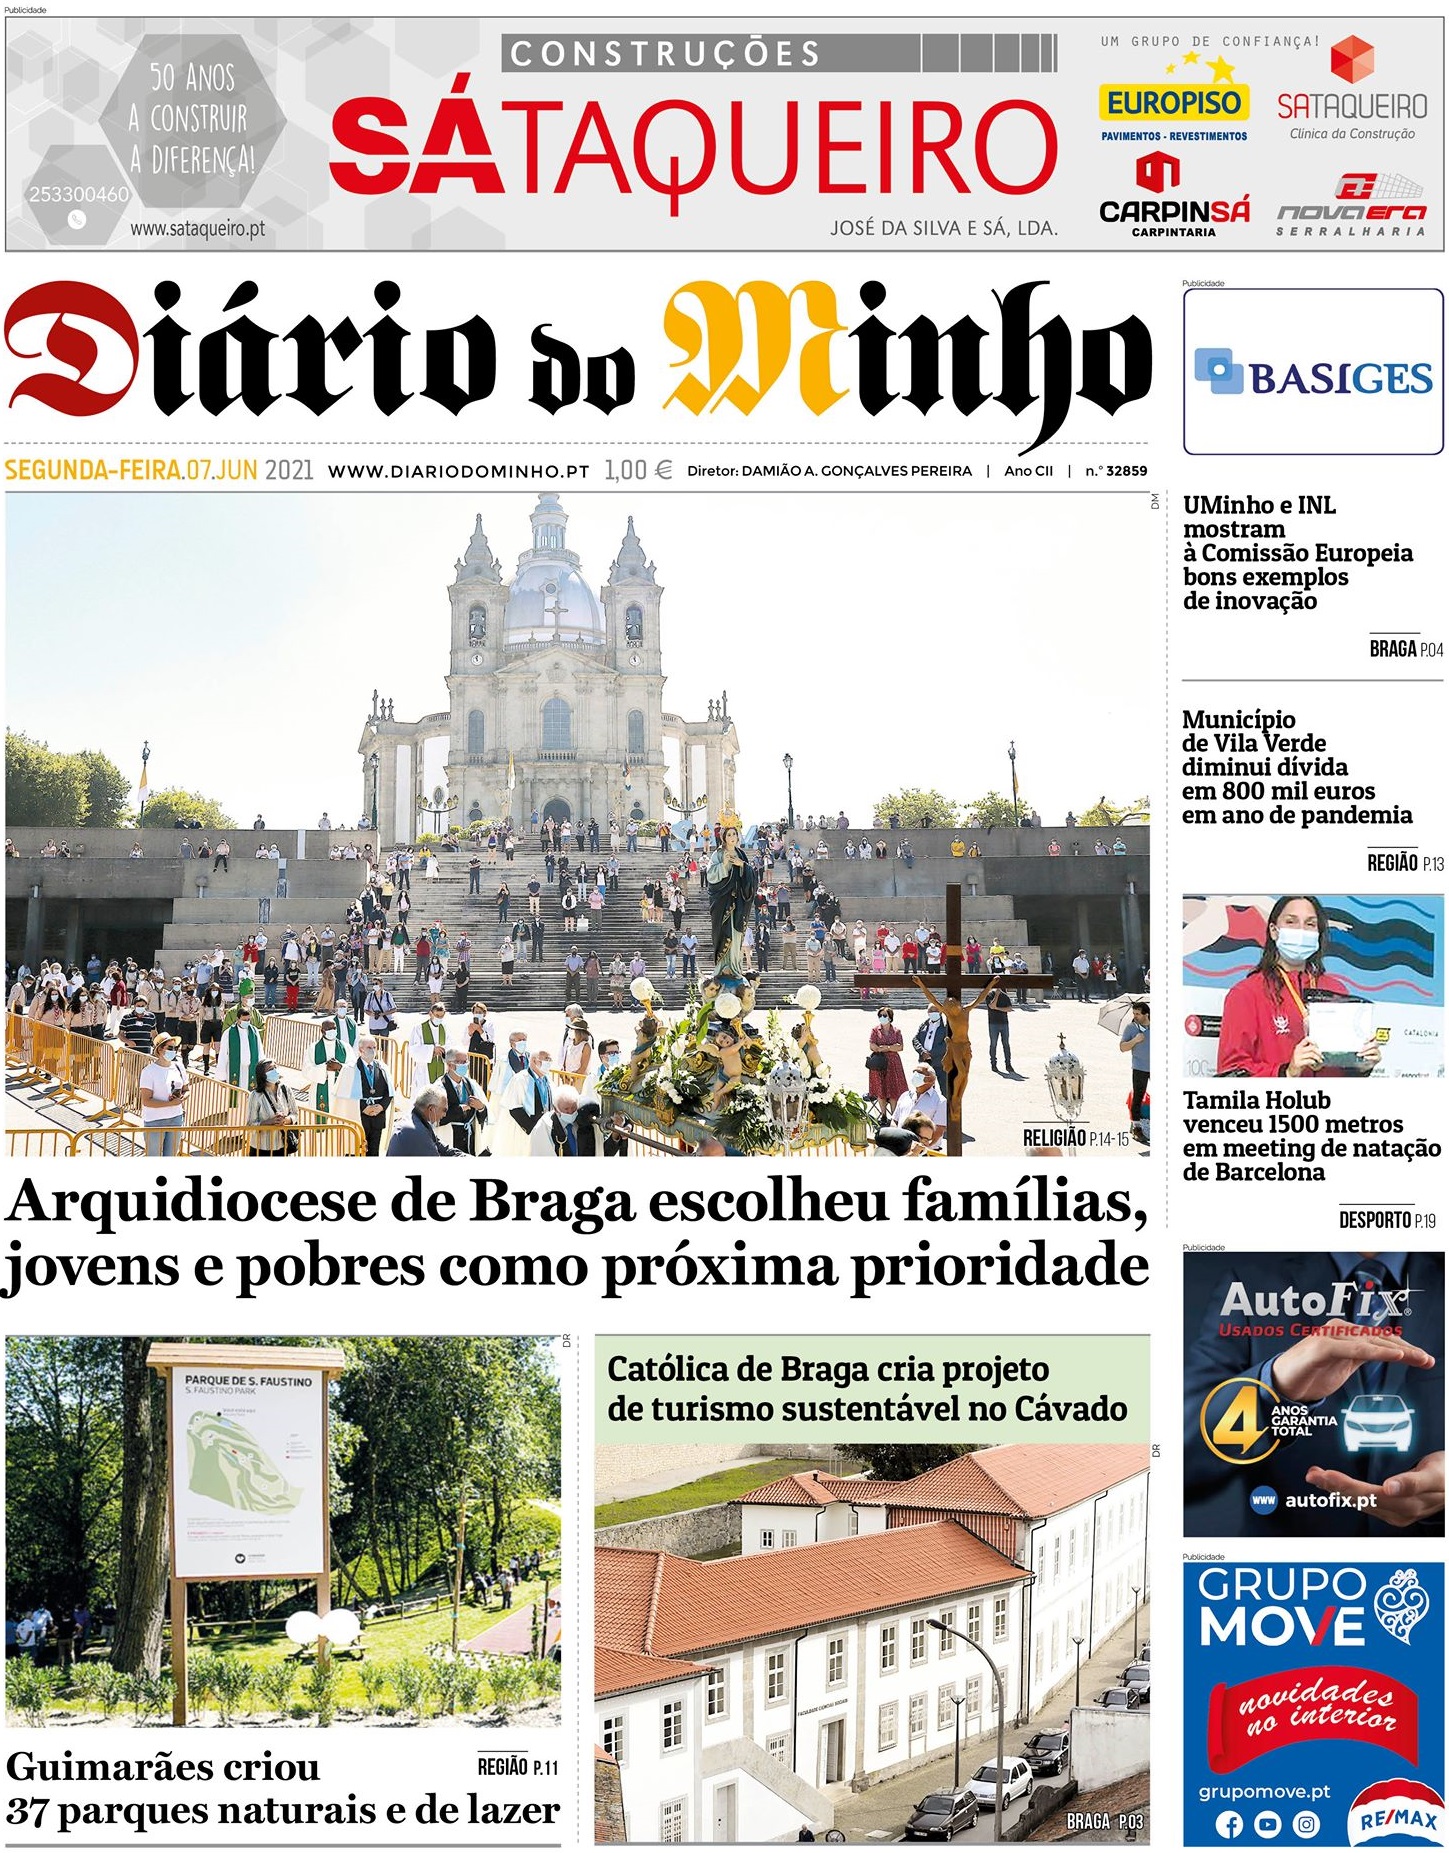 Publicidade
50 ANOS
A CONSTRUIR
A DIFERENÇA!
253300460
www.sataqueiro.pt
CONSTRUÇÕES
SÁTAQUEIRO
JOSÉ DA SILVA E SÁ, LDA.
UM GRUPO DE CONFIANÇA!
EUROPISO
PAVIMENTOS - REVESTIMENTOS
SATAQUEIRO
Clínica da Construção
CARPINSÁ
CARPINTARIA
NOVAERA
SERRALHARIA
Diário do Minho
Publicidade
BASIGES
SEGUNDA-FEIRA.07.JUN 2021 WWW.DIARIODOMINHO.PT 1,00 € Diretor: DAMIÃO A. GONÇALVES PEREIRA | Ano CII | n.º 32859
DM
RELIGIÃO P.14-15
Arquidiocese de Braga escolheu famílias,
jovens e pobres como próxima prioridade
UMinho e INL
mostram
à Comissão Europeia
bons exemplos
de inovação
BRAGA P.04
Município
de Vila Verde
diminui dívida
em 800 mil euros
em ano de pandemia
REGIÃO P.13
CATALONIA
Tamila Holub
venceu 1500 metros
em meeting de natação
de Barcelona
DESPORTO P.19
DR
PARQUE DE S. FAUSTINO
S. FAUSTINO PARK
Guimarães criou
37 parques naturais e de lazer
REGIÃO P.11
Católica de Braga cria projeto
de turismo sustentável no Cávado
DR
FACULDADE CIÊNCIAS SOCIAIS
BRAGA P.03
Publicidade
AutoFix®
USADOS CERTIFICADOS
4 ANOS
GARANTIA
TOTAL
www autofix.pt
Publicidade
GRUPO
MOVE
novidades
no interior
grupomove.pt
RE/MAX